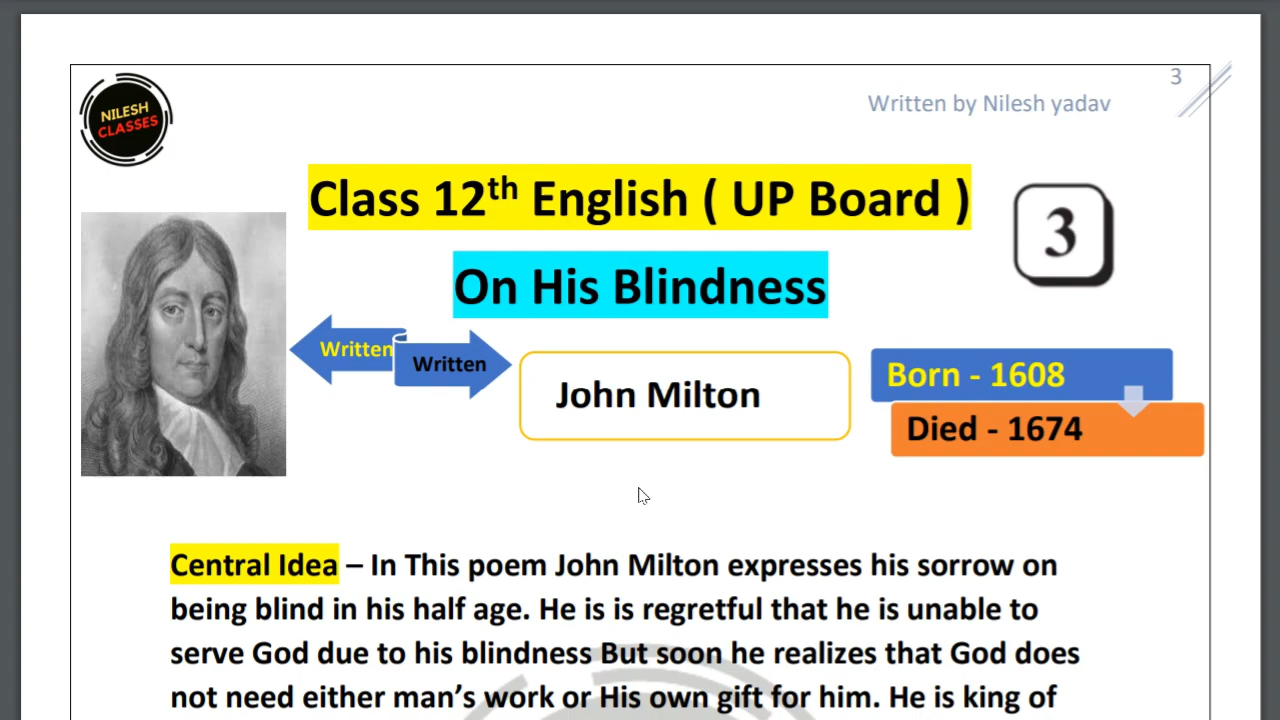 3
Written by Nilesh yadav
NILESH
CLASSES
Class 12th English ( UP Board )
3
On His Blindness
Written
Written
John Milton
Born - 1608
Died - 1674
Central Idea – In This poem John Milton expresses his sorrow on
being blind in his half age. He is is regretful that he is unable to
serve God due to his blindness But soon he realizes that God does
not need either man’s work or His own gift for him. He is king of